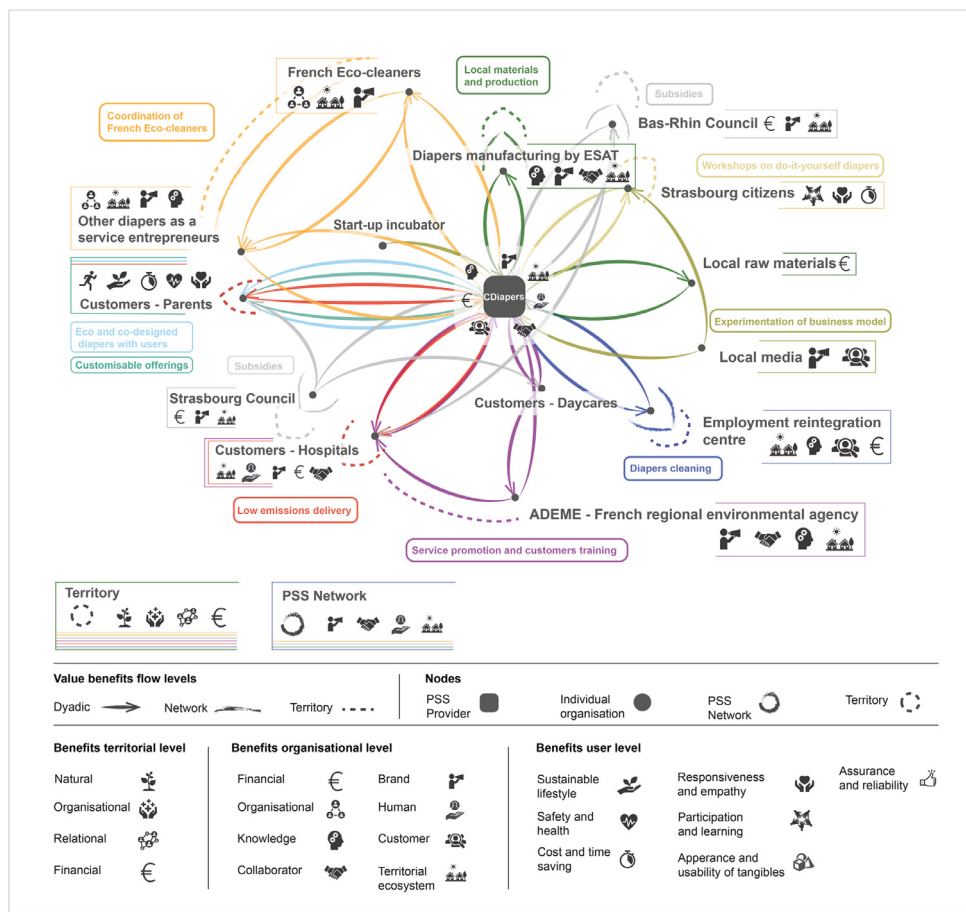 French Eco-cleaners
Local materials
and production
Subsidies
Coordination of
French Eco-cleaners
Bas-Rhin Council €
Diapers manufacturing by ESAT
Workshops on do-it-yourself diapers
Strasbourg citizens
Other diapers as a
service entrepreneurs
Start-up incubator
Local raw materials €
CDiapers
€
Customers - Parents
Experimentation of business model
Eco and co-designed
diapers with users
Customisable offerings
Local media
Subsidies
Strasbourg Council
€
Customers - Daycares
Employment reintegration
centre
€
Customers - Hospitals
€
Diapers cleaning
Low emissions delivery
ADEME - French regional environmental agency
Service promotion and customers training
Territory
€
PSS Network
Value benefits flow levels
Dyadic
Network
Territory
Nodes
PSS
Provider
Individual
organisation
PSS
Network
Territory
Benefits territorial level
Natural
Organisational
Relational
Financial €
Benefits organisational level
Financial €
Organisational
Knowledge
Collaborator
Brand
Human
Customer
Territorial
ecosystem
Benefits user level
Sustainable
lifestyle
Safety and
health
Cost and time
saving
Responsiveness
and empathy
Participation
and learning
Apperance and
usability of tangibles
Assurance
and reliability